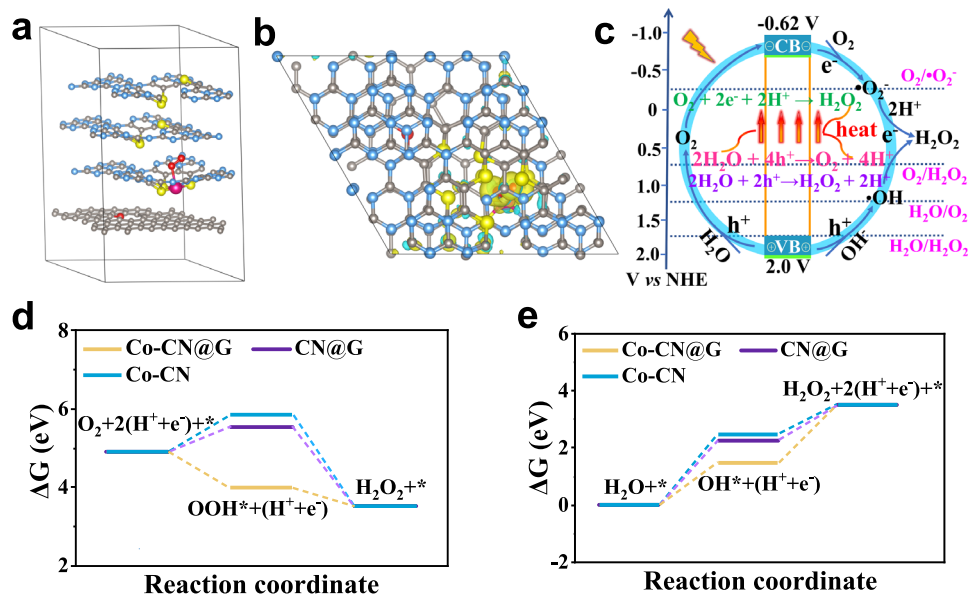 a
b
c
-1.0
-0.5
0
0.5
1.0
1.5
2.0
V vs NHE
-0.62 V
⊖CB⊖
O₂
e⁻
O₂/•O₂⁻
•O₂⁻
O₂ + 2e⁻ + 2H⁺ → H₂O₂
2H⁺
heat
O₂
e⁻
H₂O₂
2H₂O + 4h⁺→O₂ + 4H⁺
O₂/H₂O₂
2H₂O + 2h⁺→H₂O₂ + 2H⁺
•OH
H₂O/O₂
h⁺
h⁺
H₂O
⊕VB⊕
OH⁻
H₂O/H₂O₂
2.0 V
d
Co-CN@G
CN@G
Co-CN
O₂+2(H⁺+e⁻)+*
OOH*+(H⁺+e⁻)
H₂O₂+*
8
6
4
2
ΔG (eV)
Reaction coordinate
e
Co-CN@G
CN@G
Co-CN
H₂O₂+2(H⁺+e⁻)+*
H₂O+*
OH*+(H⁺+e⁻)
6
4
2
0
-2
ΔG (eV)
Reaction coordinate